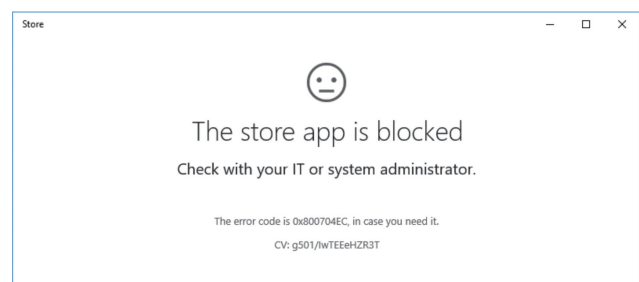 Store
The store app is blocked
Check with your IT or system administrator.
The error code is 0x800704EC, in case you need it.
CV: g501/IwTEEeHZR3T